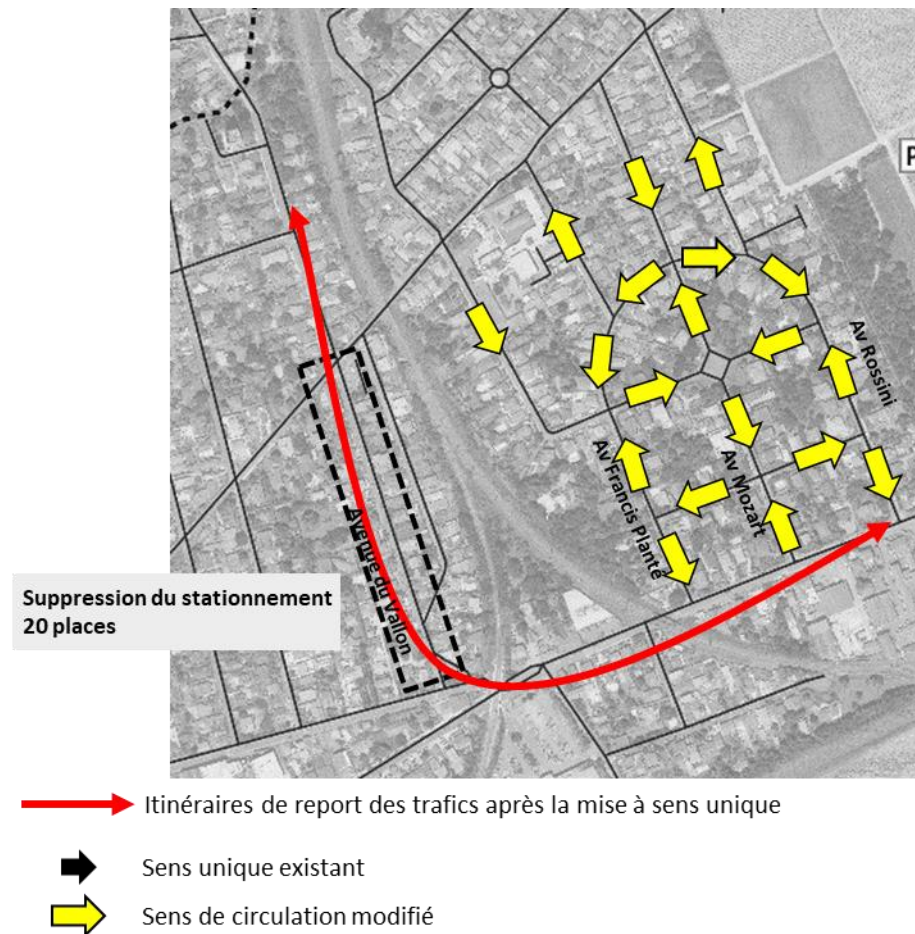 P
Av Rossini
Av Mozart
Av Francis Planté
Avenue du Vallon
Suppression du stationnement
20 places
Itinéraires de report des trafics après la mise à sens unique
Sens unique existant
Sens de circulation modifié